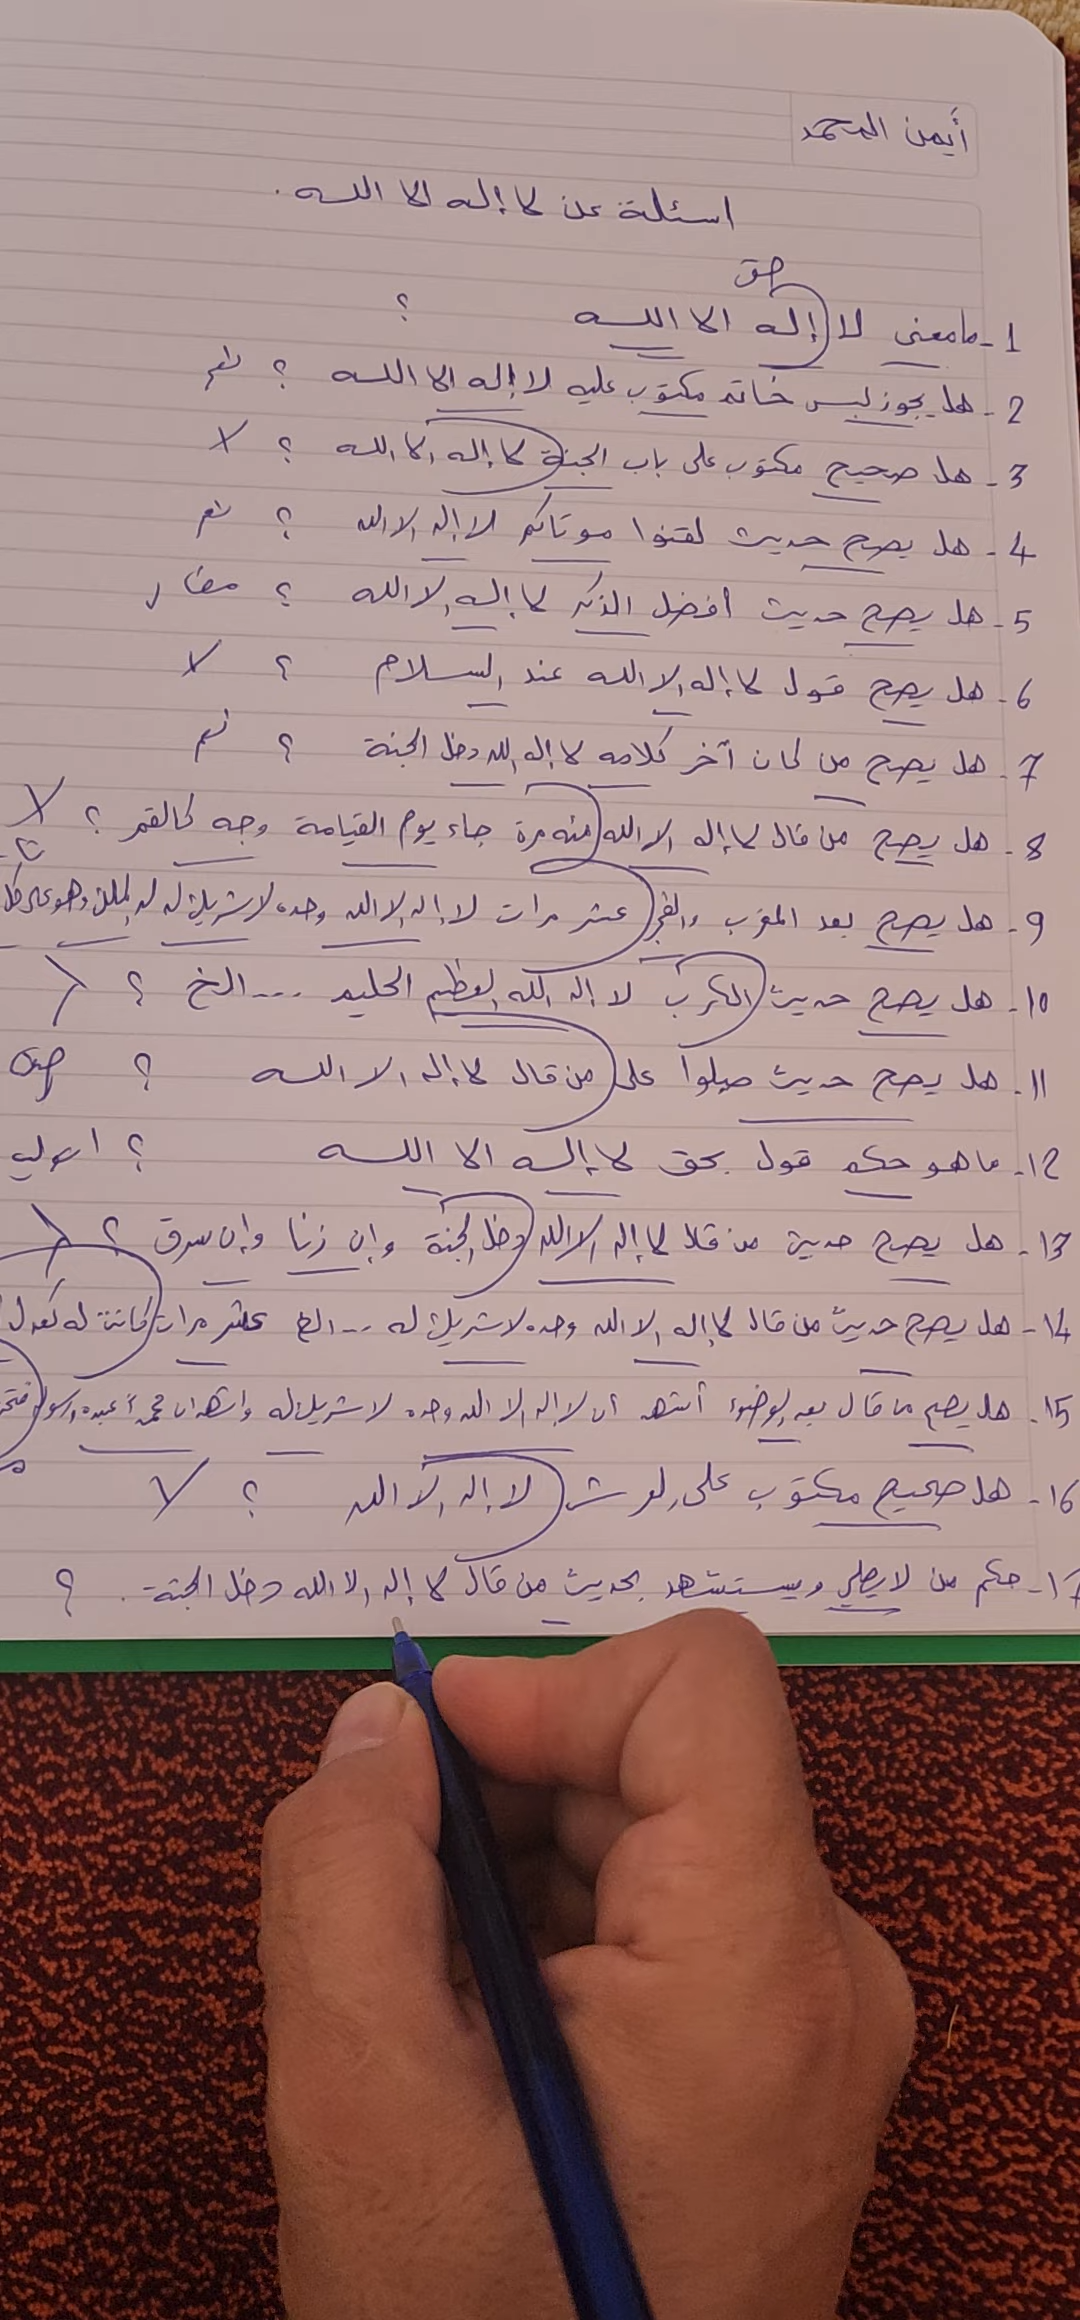 أيمن المحمد
اسئلة عن لا إله الا الله.
حق
1- ما معنى لا إله الا الله ؟
2- هل يجوز لبس خاتم مكتوب عليه لا إله الا الله ؟ نعم
3- هل صحيح مكتوب على باب الجنة لا إله الا الله ؟ لا
4- هل يصح حديث لقنوا موتاكم لا إله الا الله ؟ نعم
5- هل يصح حديث أفضل الذكر لا إله الا الله ؟
6- هل يصح قول لا إله الا الله عند السلام ؟ لا
7- هل يصح من كان آخر كلامه لا إله الله دخل الجنة ؟ نعم
8- هل يصح من قال لا إله الا الله مئه مرة جاء يوم القيامة وجه كالقمر ؟ لا
9- هل يصح بعد المغرب والفجر عشر مرات لا إله الا الله وحده لا شريك له له الملك وهو على كل
10- هل يصح حديث الكرب لا إله الله العظيم الحليم ... الخ ؟
11- هل يصح حديث صلوا على من قال لا إله الا الله ؟
12- ما هو حكم قول بحق لا إله الا الله ؟
13- هل يصح حديث من قال لا إله الا الله دخل الجنة وإن زنا وإن سرق ؟
14- هل يصح حديث من قال لا إله الا الله وحده لا شريك له ... الخ عشر مرات كانت له كعدل
15- هل يصح من قال بعد الوضوء أشهد أن لا إله الا الله وحده لا شريك له واشهد ان محمدا عبده ورسوله فتحت
16- هل صحيح مكتوب على العرش لا إله الا الله ؟ لا
17- حكم من لا يصلي ويستشهد بحديث من قال لا إله الا الله دخل الجنة. ؟